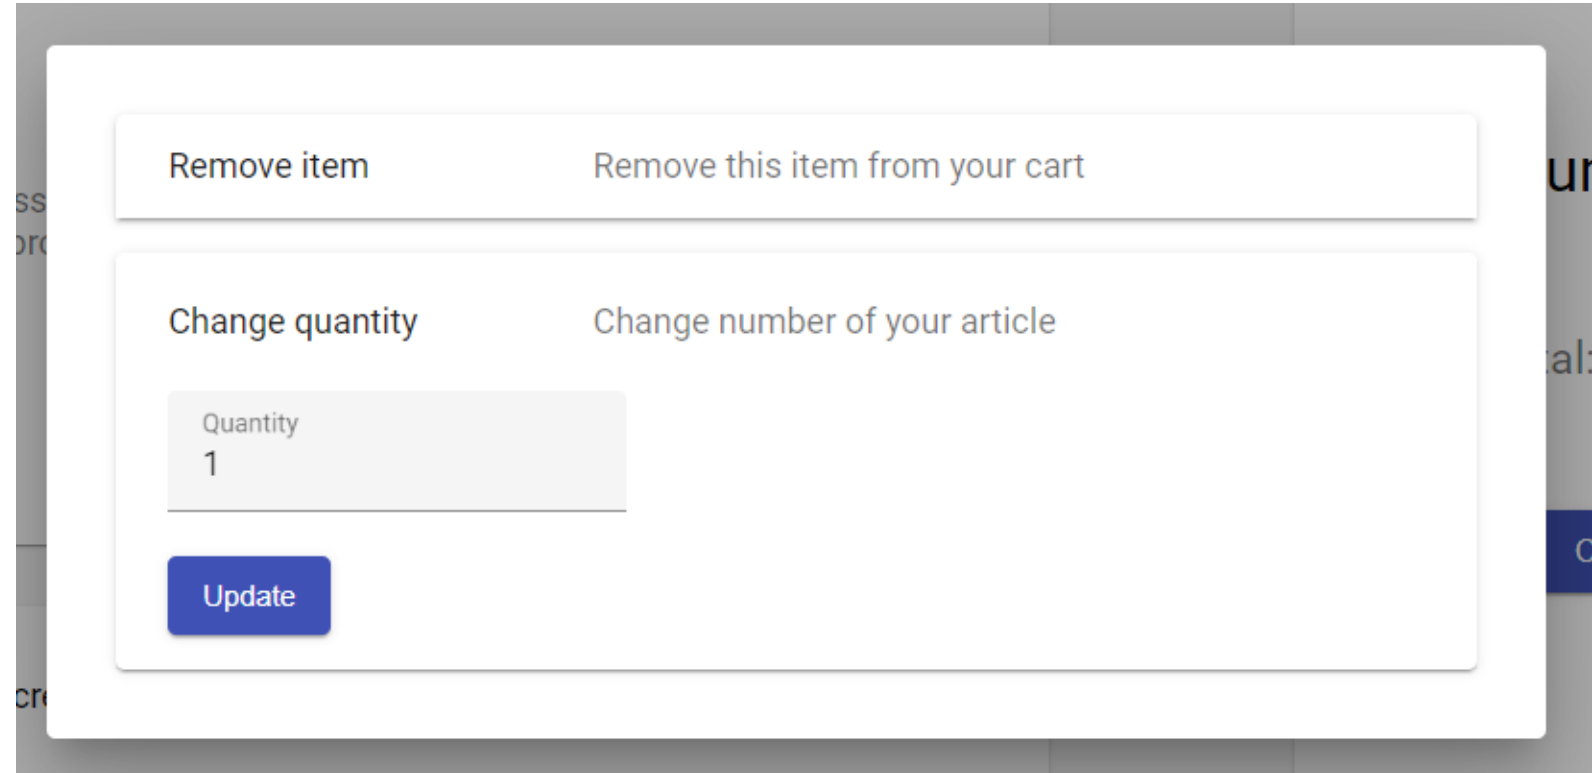 Remove item Remove this item from your cart
Change quantity Change number of your article
Quantity
1
Update